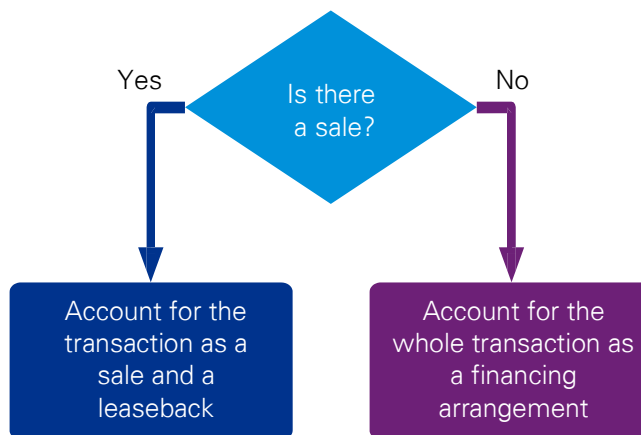 Yes
No
Is there
a sale?
Account for the
transaction as a
sale and a
leaseback
Account for the
whole transaction as
a financing
arrangement